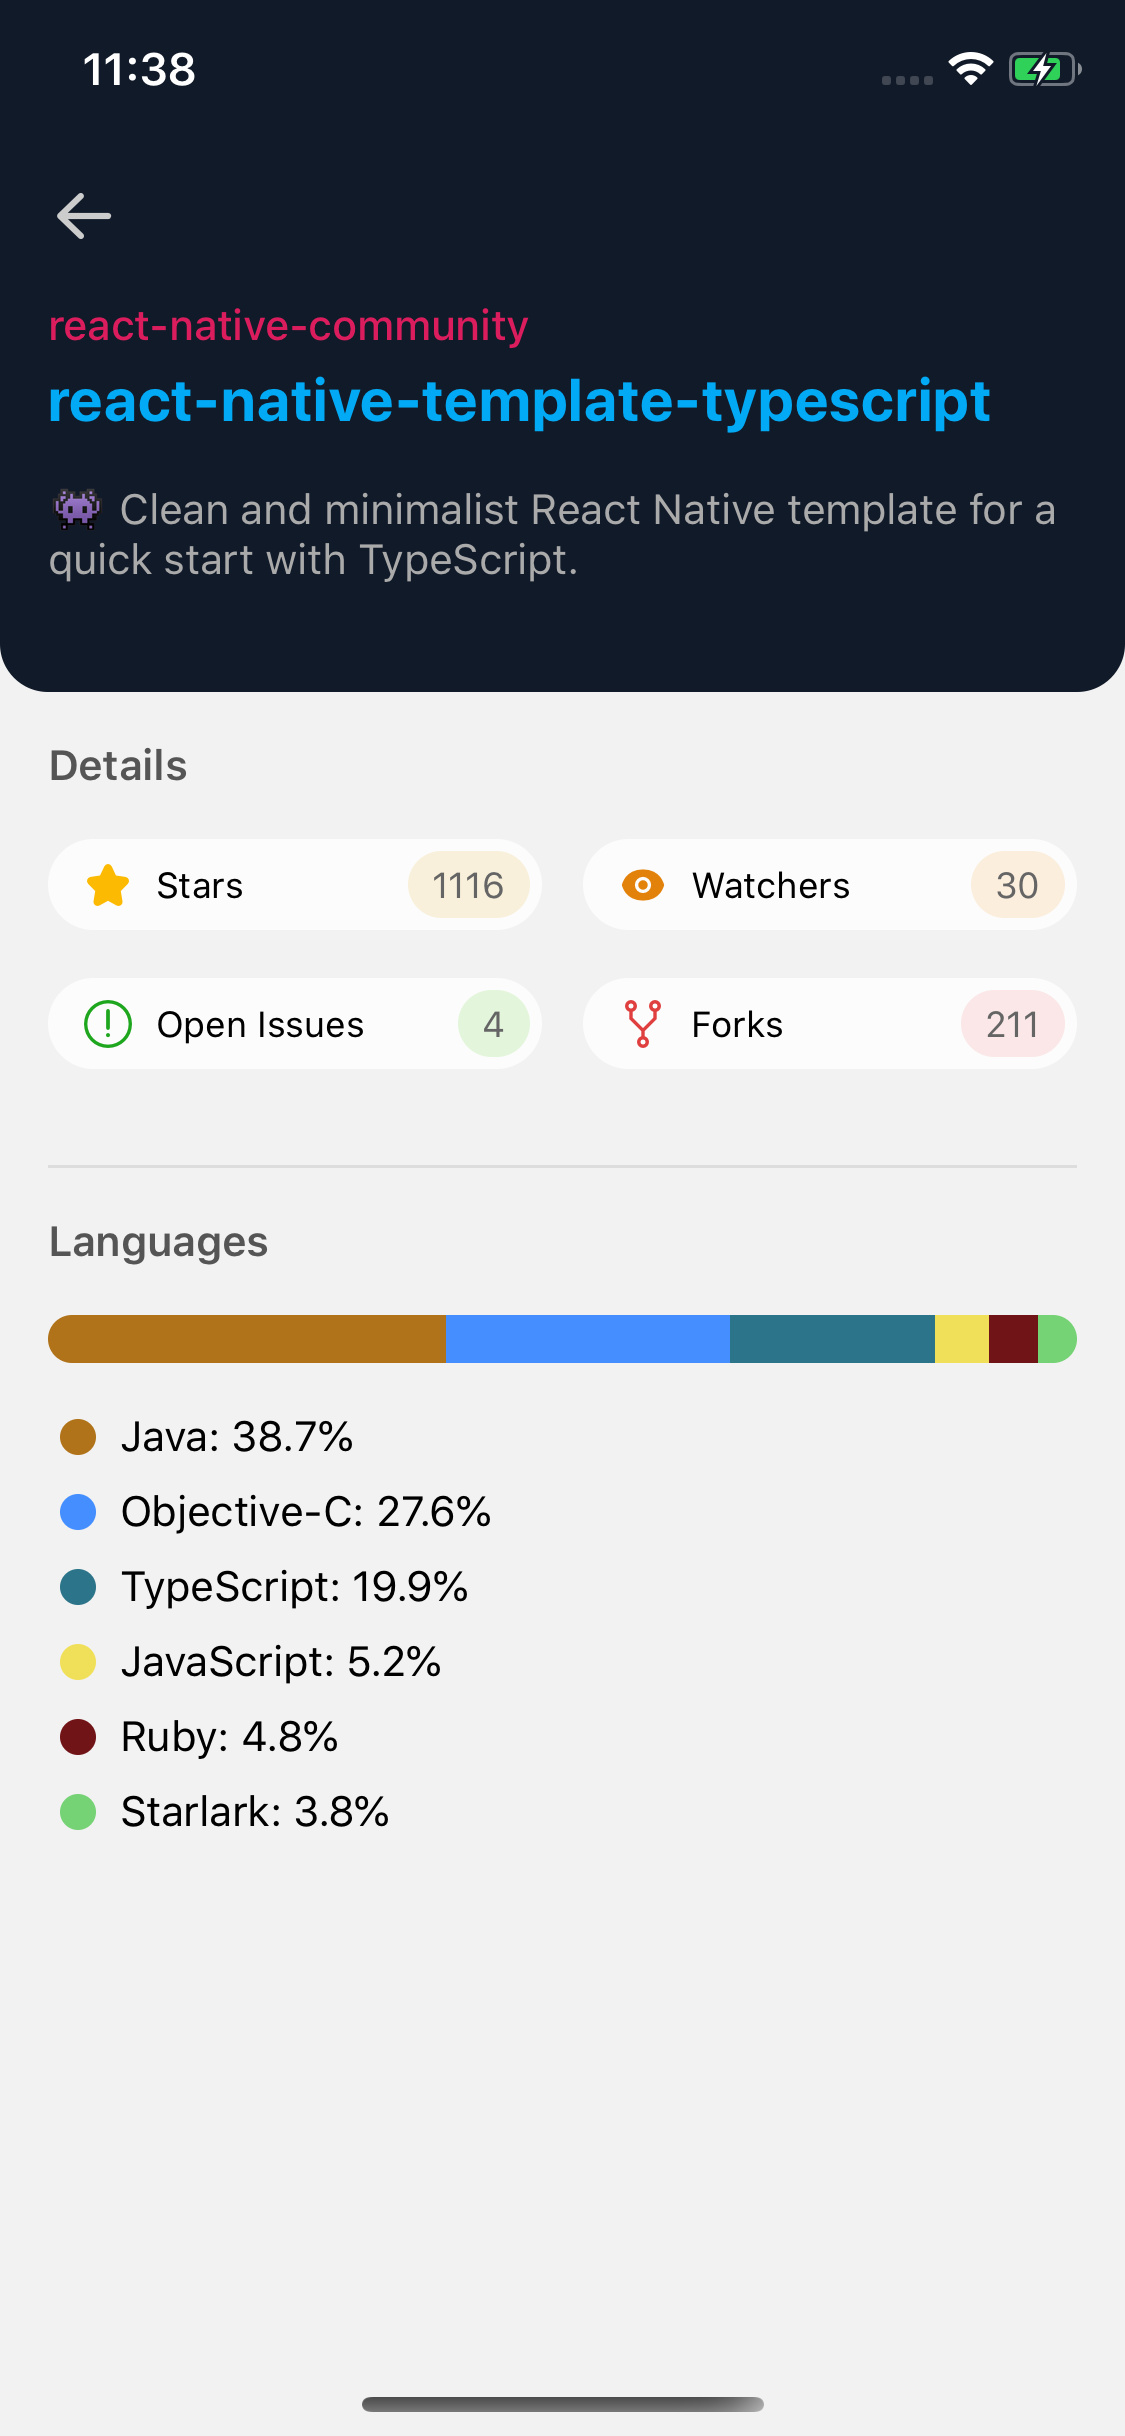 11:38
react-native-community
react-native-template-typescript
👾 Clean and minimalist React Native template for a
quick start with TypeScript.
Details
Stars 1116
Watchers 30
Open Issues 4
Forks 211
Languages
Java: 38.7%
Objective-C: 27.6%
TypeScript: 19.9%
JavaScript: 5.2%
Ruby: 4.8%
Starlark: 3.8%